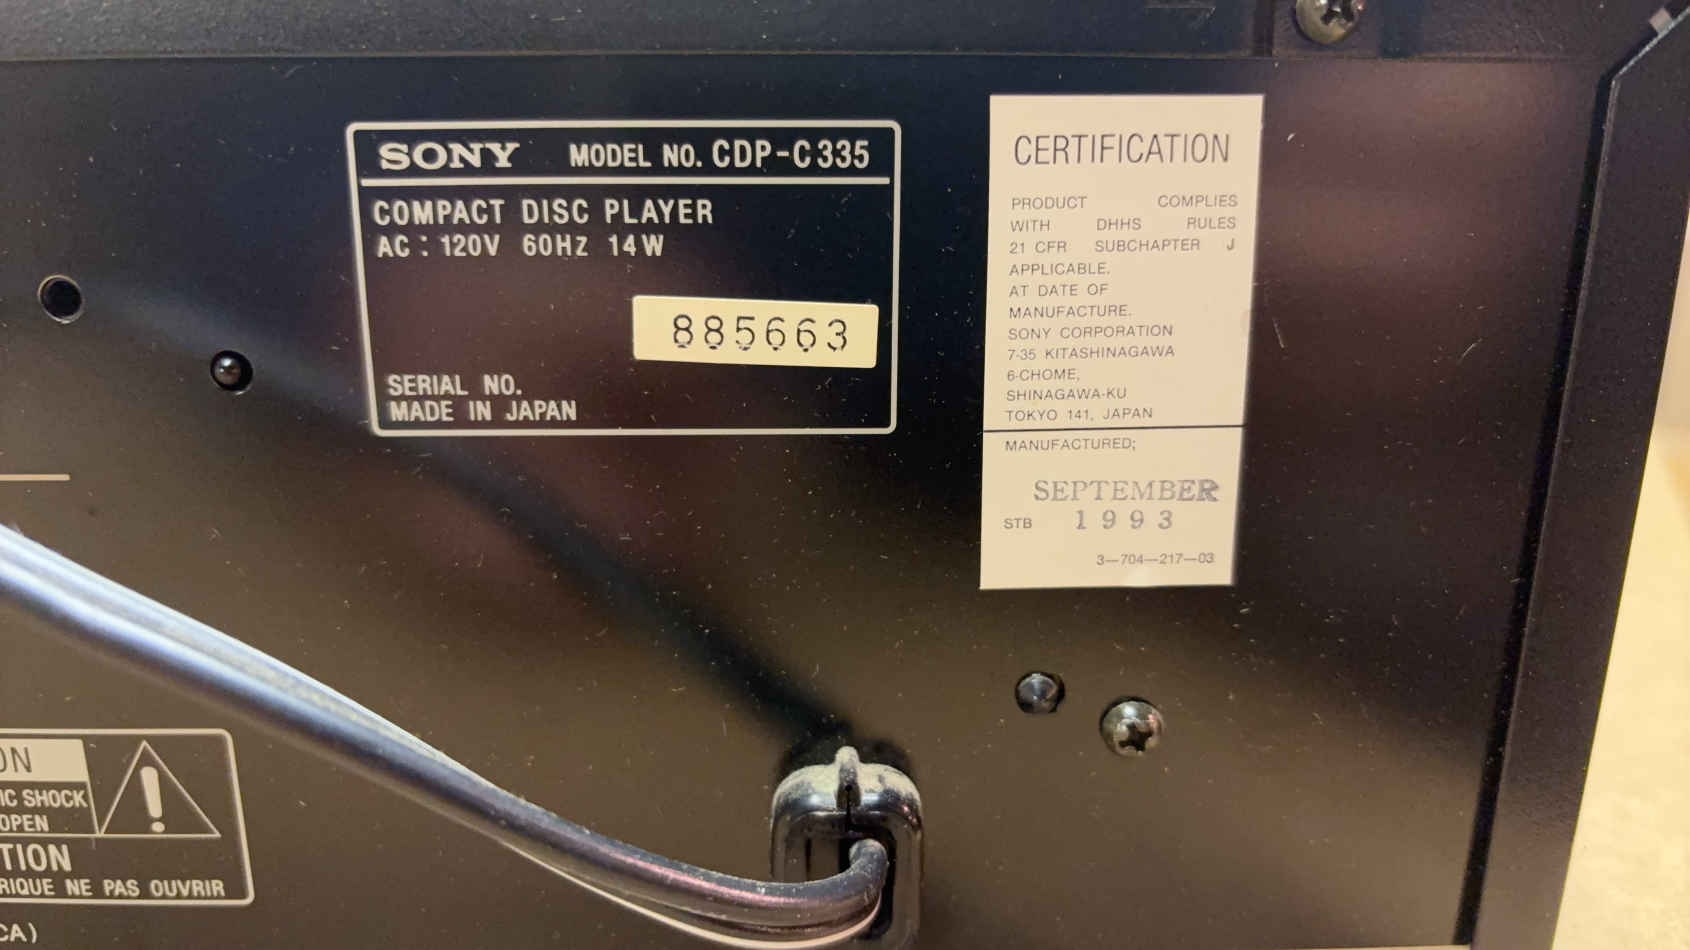 SONY MODEL NO. CDP-C335
COMPACT DISC PLAYER
AC : 120V 60Hz 14W
885663
SERIAL NO.
MADE IN JAPAN
CERTIFICATION
PRODUCT COMPLIES
WITH DHHS RULES
21 CFR SUBCHAPTER J
APPLICABLE.
AT DATE OF
MANUFACTURE.
SONY CORPORATION
7-35 KITASHINAGAWA
6-CHOME,
SHINAGAWA-KU
TOKYO 141, JAPAN
MANUFACTURED;
SEPTEMBER
STB 1993
3—704—217—03
ON
IC SHOCK
OPEN
TION
RIQUE NE PAS OUVRIR
CA)